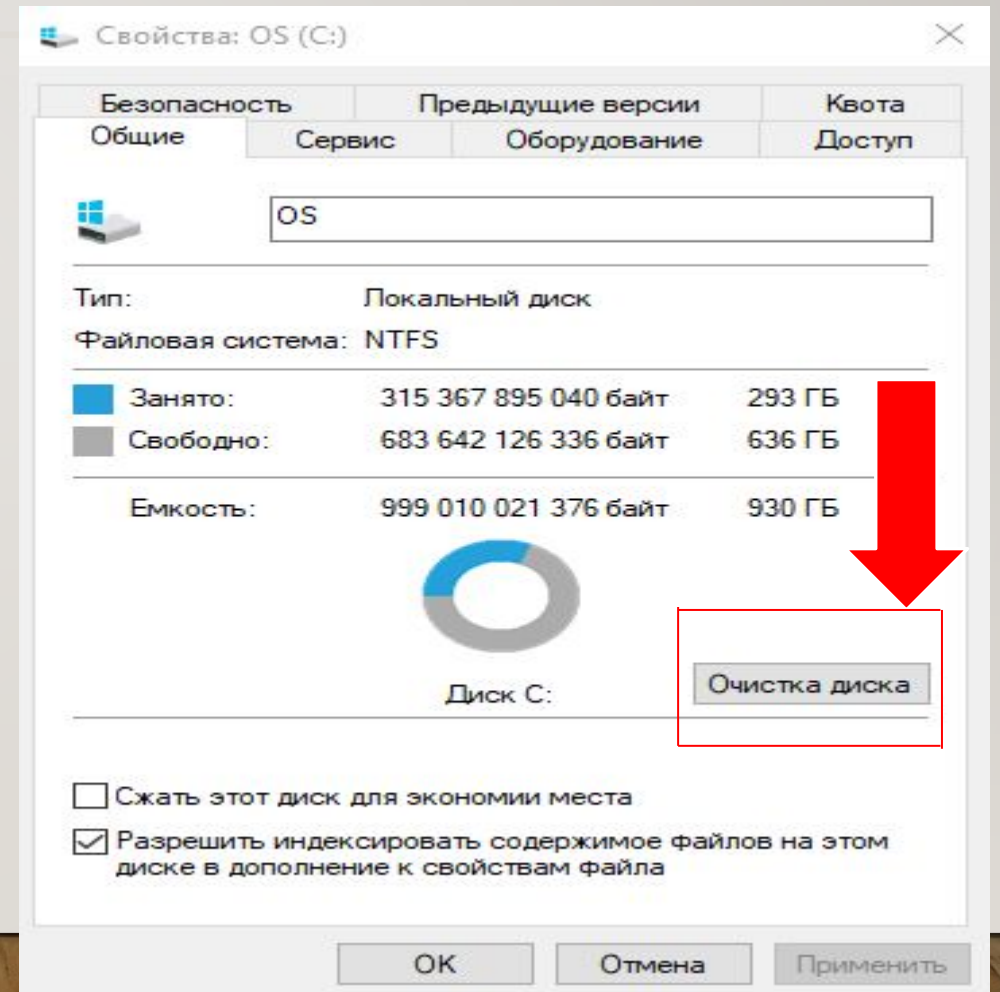 Свойства: OS (C:)
Безопасность Предыдущие версии Квота
Общие Сервис Оборудование Доступ
OS
Тип: Локальный диск
Файловая система: NTFS
Занято: 315 367 895 040 байт 293 ГБ
Свободно: 683 642 126 336 байт 636 ГБ
Емкость: 999 010 021 376 байт 930 ГБ
Диск C:
Очистка диска
Сжать этот диск для экономии места
Разрешить индексировать содержимое файлов на этом
диске в дополнение к свойствам файла
OK Отмена Применить